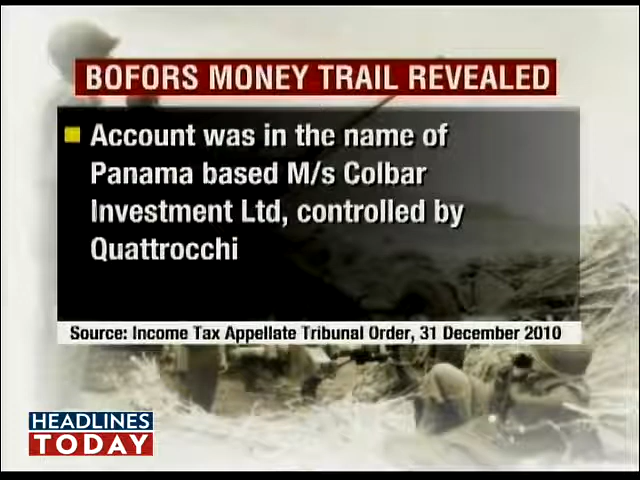 BOFORS MONEY TRAIL REVEALED
Account was in the name of
Panama based M/s Colbar
Investment Ltd, controlled by
Quattrocchi
Source: Income Tax Appellate Tribunal Order, 31 December 2010
HEADLINES
TODAY